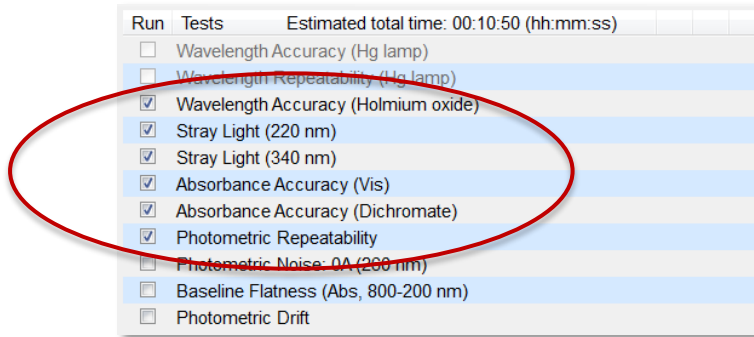 Run Tests Estimated total time: 00:10:50 (hh:mm:ss)
Wavelength Accuracy (Hg lamp)
Wavelength Repeatability (Hg lamp)
Wavelength Accuracy (Holmium oxide)
Stray Light (220 nm)
Stray Light (340 nm)
Absorbance Accuracy (Vis)
Absorbance Accuracy (Dichromate)
Photometric Repeatability
Photometric Noise: 0A (260 nm)
Baseline Flatness (Abs, 800-200 nm)
Photometric Drift